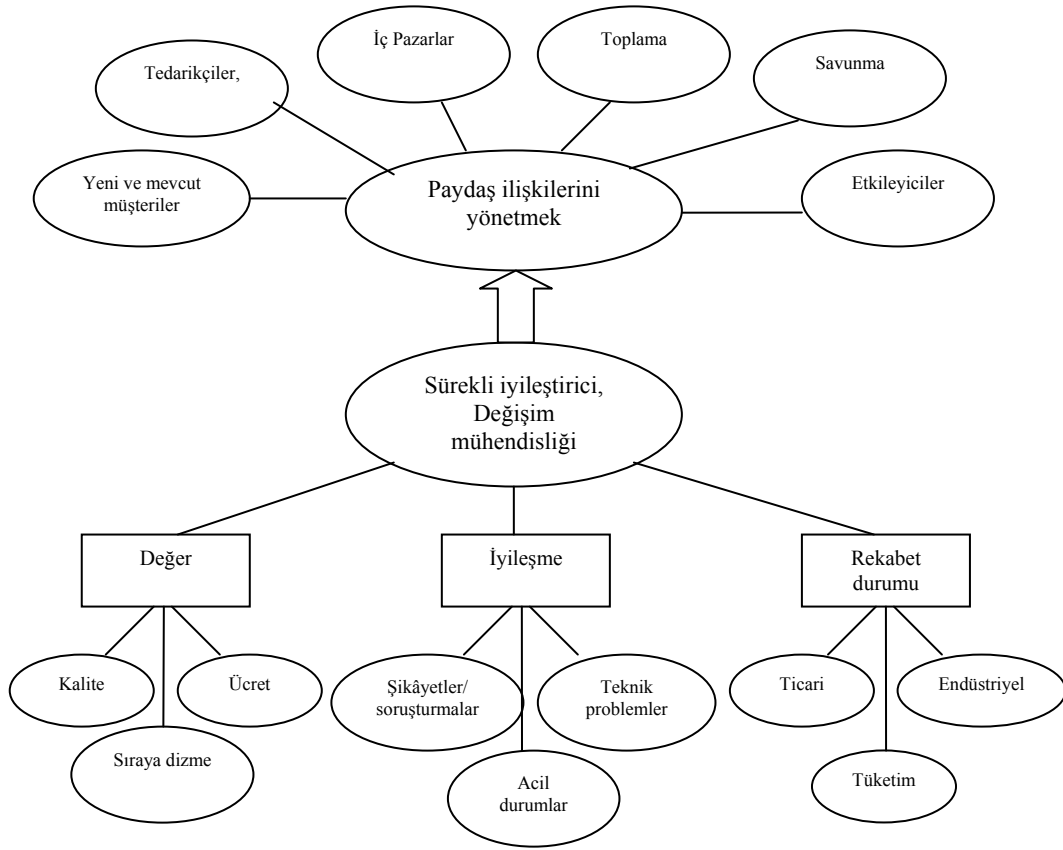 İç Pazarlar
Toplama
Tedarikçiler,
Savunma
Yeni ve mevcut
müşteriler
Paydaş ilişkilerini
yönetmek
Etkileyiciler
Sürekli iyileştirici,
Değişim
mühendisliği
Değer
İyileşme
Rekabet
durumu
Kalite
Ücret
Şikâyetler/
soruşturmalar
Teknik
problemler
Ticari
Endüstriyel
Sıraya dizme
Acil
durumlar
Tüketim